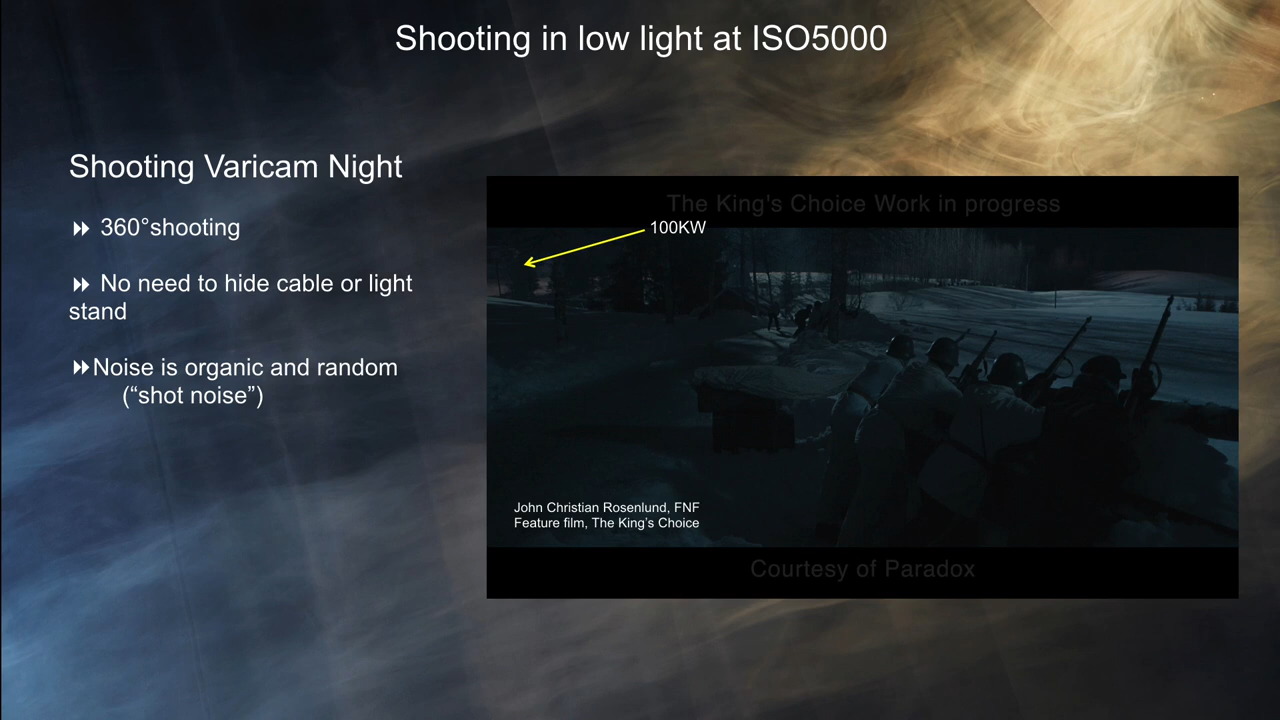 Shooting in low light at ISO5000
Shooting Varicam Night
360°shooting
No need to hide cable or light
stand
Noise is organic and random
(“shot noise”)
The King's Choice Work in progress
100KW
John Christian Rosenlund, FNF
Feature film, The King’s Choice
Courtesy of Paradox